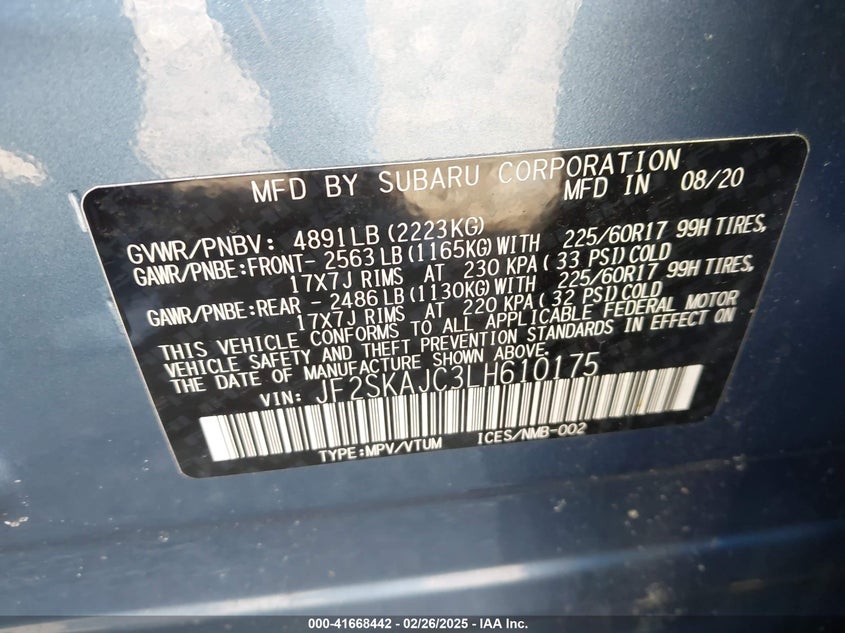 MFD BY SUBARU CORPORATION
MFD IN 08/20
GVWR/PNBV: 4891LB(2223KG)
GAWR/PNBE:FRONT- 2563LB(1165KG)WITH 225/60R17 99H TIRES,
17X7J RIMS AT 230 KPA( 33 PSI)COLD
GAWR/PNBE:REAR - 2486LB(1130KG)WITH 225/60R17 99H TIRES,
17X7J RIMS AT 220 KPA( 32 PSI)COLD
THIS VEHICLE CONFORMS TO ALL APPLICABLE FEDERAL MOTOR
VEHICLE SAFETY AND THEFT PREVENTION STANDARDS IN EFFECT ON
THE DATE OF MANUFACTURE SHOWN ABOVE.
VIN: JF2SKAJC3LH610175
TYPE:MPV/VTUM ICES/NMB-002
000-41668442 - 02/26/2025 - IAA Inc.